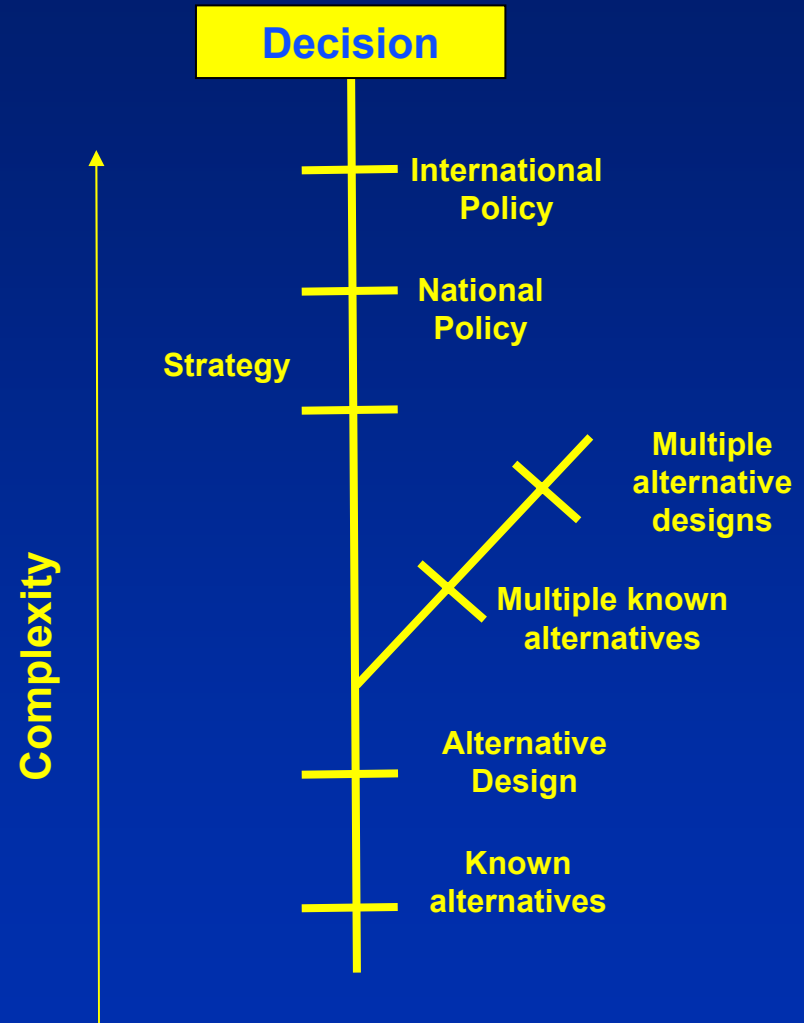 Decision
International
Policy
National
Policy
Strategy
Multiple
alternative
designs
Multiple known
alternatives
Complexity
Alternative
Design
Known
alternatives